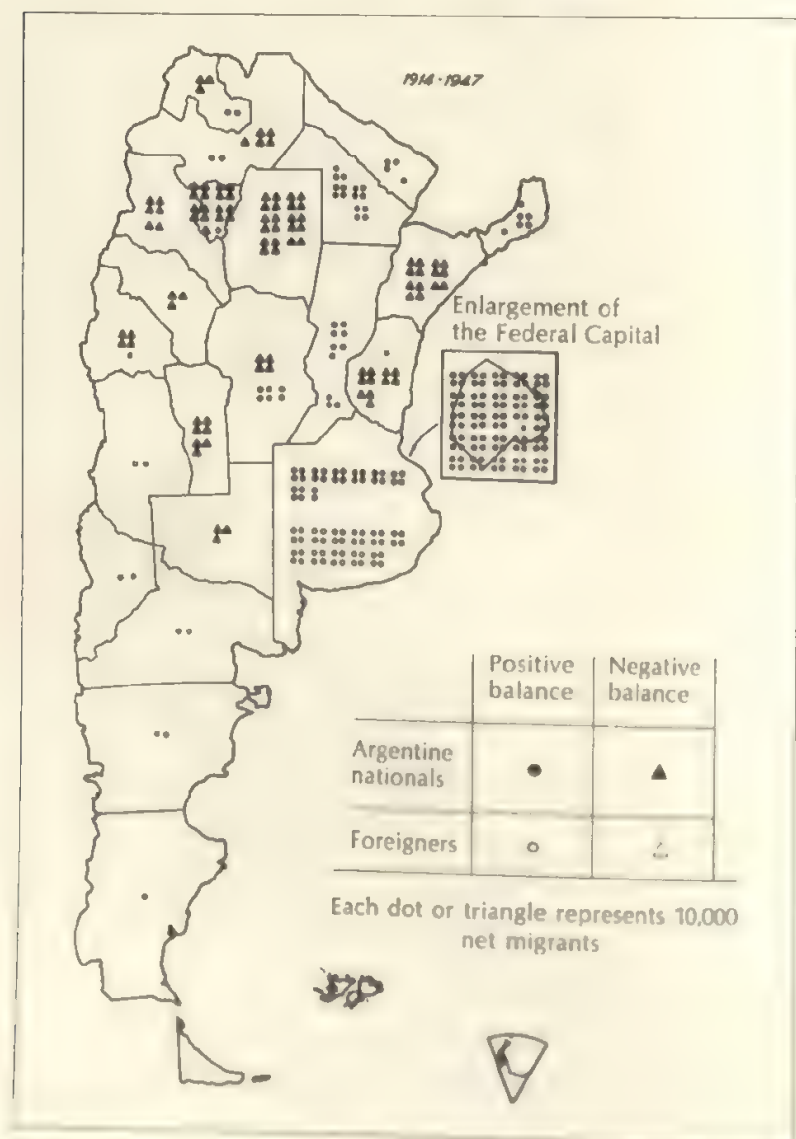 1914-1947
Enlargement of
the Federal Capital
Positive
balance
Negative
balance
Argentine
nationals
Foreigners
Each dot or triangle represents 10,000
net migrants